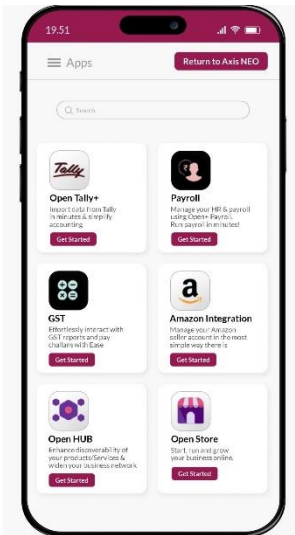 19.51
Apps
Return to Axis NEO
Search
Tally
Open Tally+
Import data from Tally
in minutes & simplify
accounting
Get Started
Payroll
Manage your HR & payroll
using Open+ Payroll.
Run payroll in minutes!
Get Started
GST
Effortlessly interact with
GST reports and pay
challans with Ease
Get Started
a
Amazon Integration
Manage your Amazon
seller account in the most
simple way there is
Get Started
Open HUB
Enhance discoverability of
your products/Services &
widen your business network
Get Started
Open Store
Start, run and grow
your business online.
Get Started